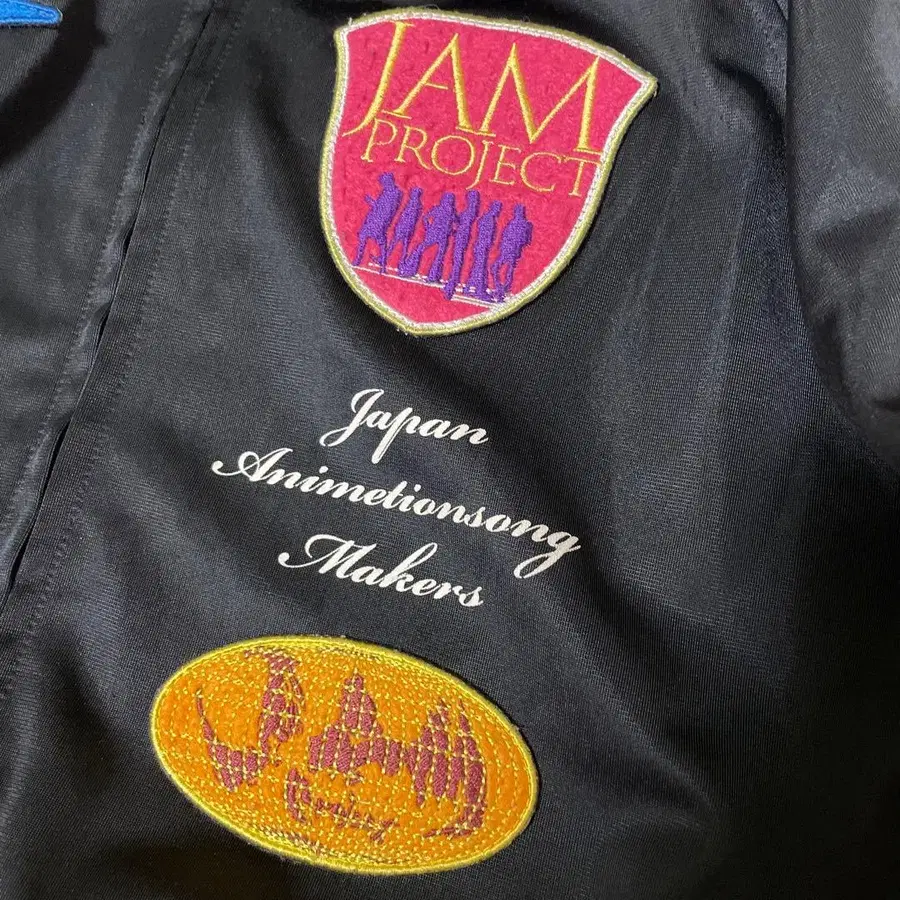 JAM
PROJECT
Japan
Animetionsong
Makers